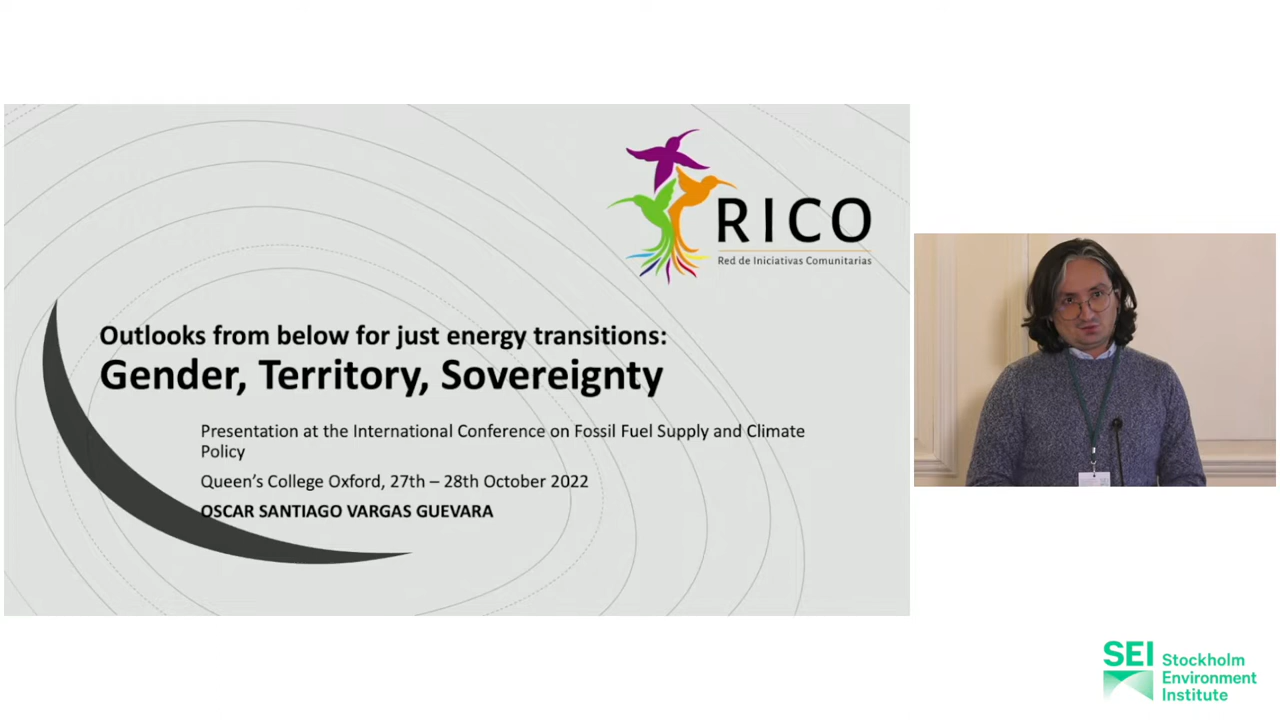 RICO
Red de Iniciativas Comunitarias
Outlooks from below for just energy transitions:
Gender, Territory, Sovereignty
Presentation at the International Conference on Fossil Fuel Supply and Climate
Policy
Queen's College Oxford, 27th – 28th October 2022
OSCAR SANTIAGO VARGAS GUEVARA
SEI Stockholm
Environment
Institute